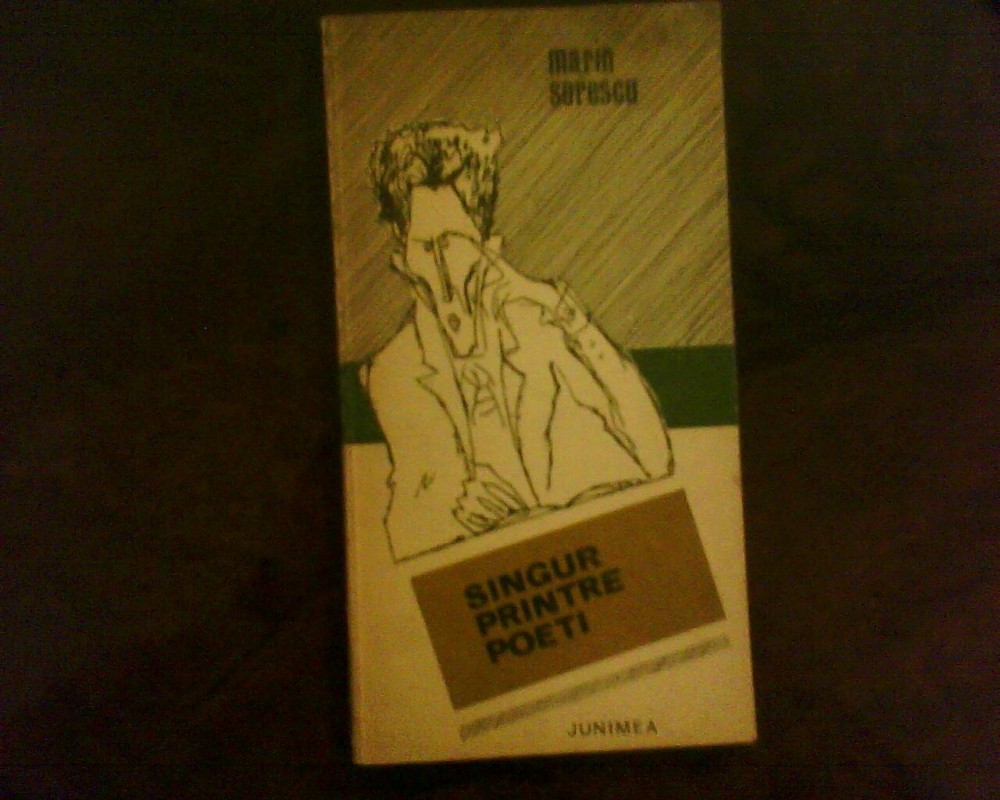 marin
sorescu
SINGUR
PRINTRE
POEȚI
JUNIMEA